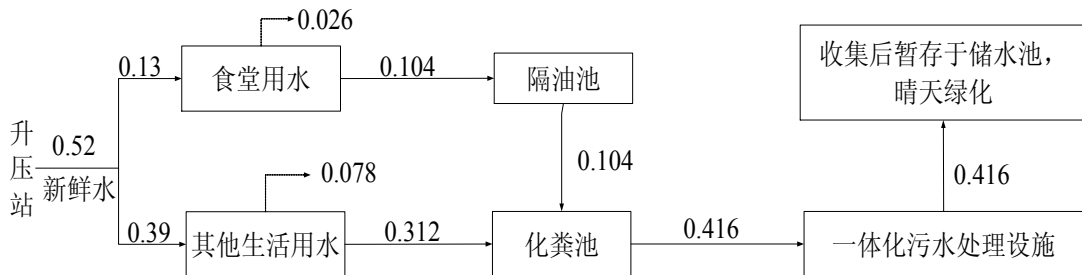 升压站
0.52
新鲜水
0.13
食堂用水
0.026
0.104
隔油池
0.104
0.39
其他生活用水
0.078
0.312
化粪池
0.416
一体化污水处理设施
0.416
收集后暂存于储水池，
晴天绿化